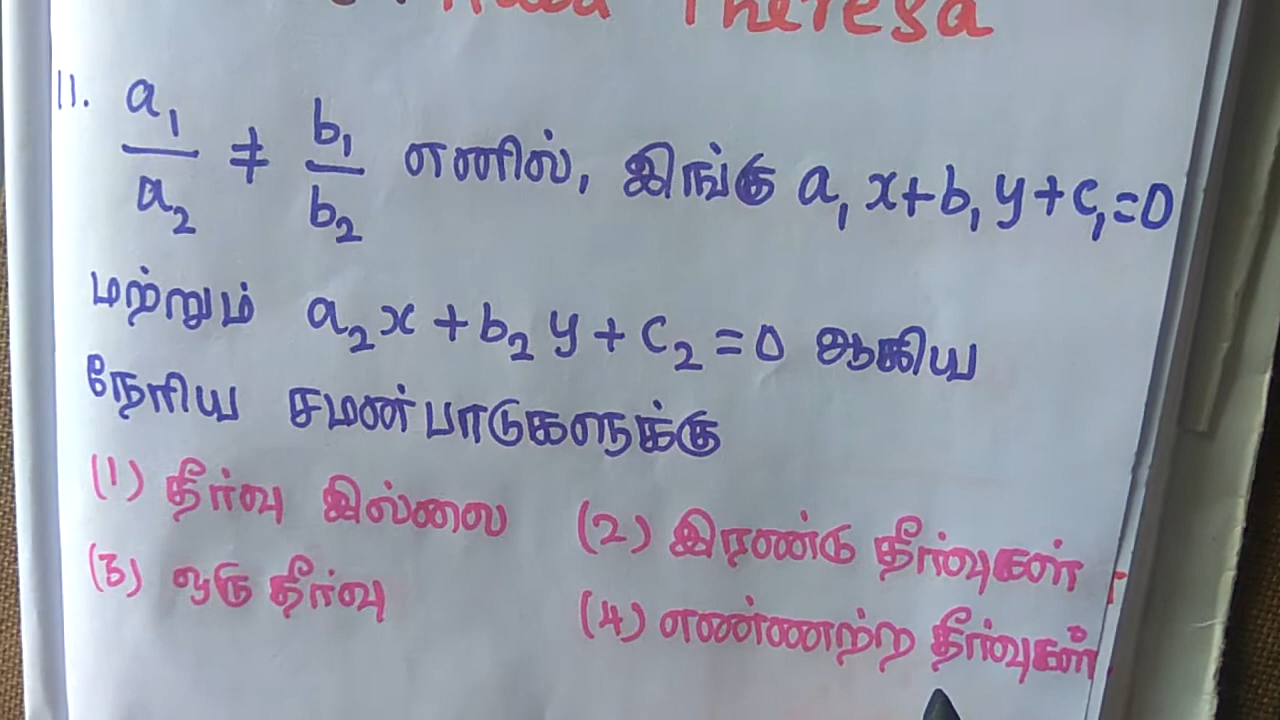 Theresa
11. a₁/a₂ ≠ b₁/b₂ எனில், இங்கு a₁x+b₁y+c₁=0
மற்றும் a₂x+b₂y+c₂=0 ஆகிய
நேரிய சமன்பாடுகளுக்கு
(1) தீர்வு இல்லை (2) இரண்டு தீர்வுகள்
(3) ஒரு தீர்வு (4) எண்ணற்ற தீர்வுகள்